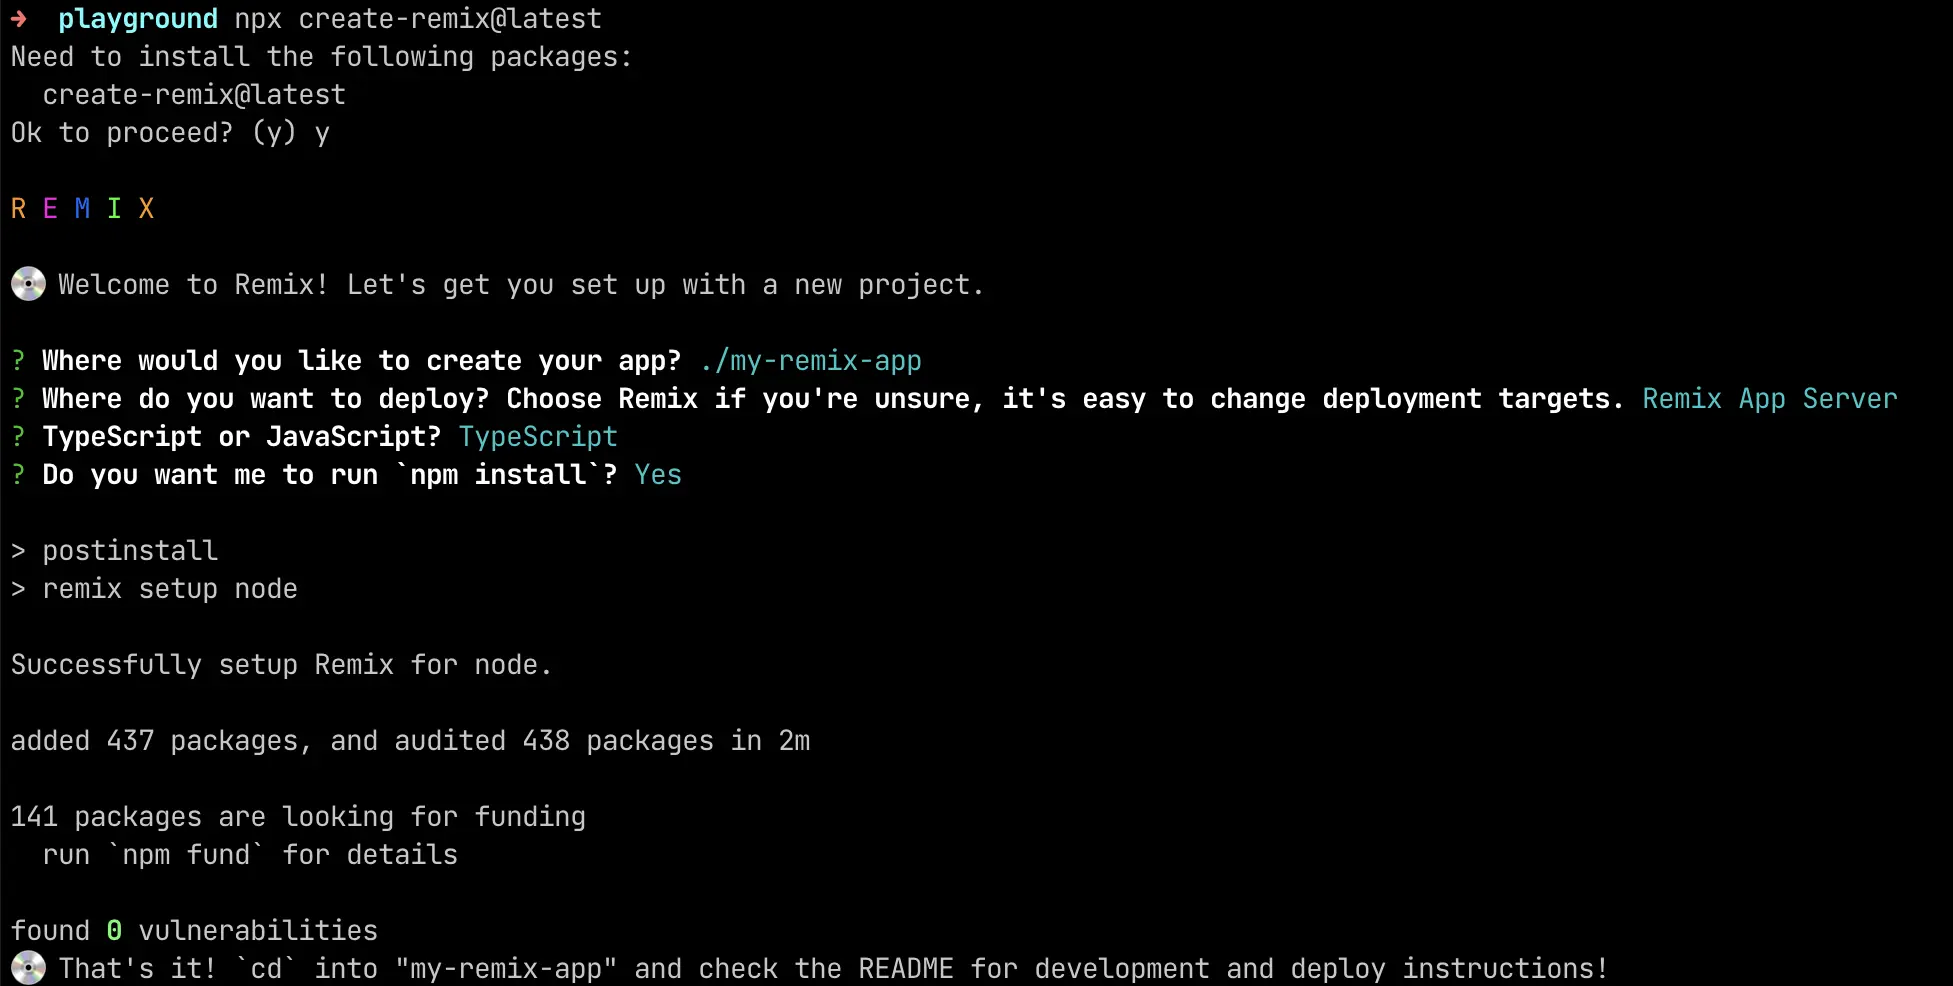 ➜  playground npx create-remix@latest
Need to install the following packages:
  create-remix@latest
Ok to proceed? (y) y
R E M I X
💿 Welcome to Remix! Let's get you set up with a new project.
? Where would you like to create your app? ./my-remix-app
? Where do you want to deploy? Choose Remix if you're unsure, it's easy to change deployment targets. Remix App Server
? TypeScript or JavaScript? TypeScript
? Do you want me to run `npm install`? Yes
> postinstall
> remix setup node
Successfully setup Remix for node.
added 437 packages, and audited 438 packages in 2m
141 packages are looking for funding
  run `npm fund` for details
found 0 vulnerabilities
💿 That's it! `cd` into "my-remix-app" and check the README for development and deploy instructions!